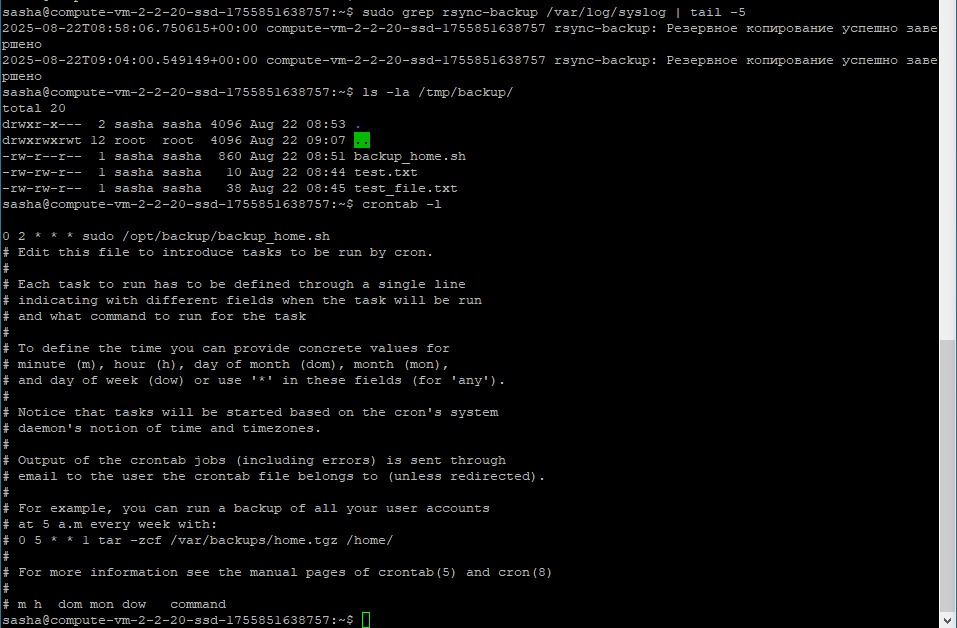 sasha@compute-vm-2-2-20-ssd-1755851638757:~$ sudo grep rsync-backup /var/log/syslog | tail -5
2025-08-22T08:58:06.750615+00:00 compute-vm-2-2-20-ssd-1755851638757 rsync-backup: Резервное копирование успешно заве
ршено
2025-08-22T09:04:00.549149+00:00 compute-vm-2-2-20-ssd-1755851638757 rsync-backup: Резервное копирование успешно заве
ршено
sasha@compute-vm-2-2-20-ssd-1755851638757:~$ ls -la /tmp/backup/
total 20
drwxr-x---  2 sasha sasha 4096 Aug 22 08:53 .
drwxrwxrwt 12 root  root  4096 Aug 22 09:07 ..
-rw-r--r--  1 sasha sasha  860 Aug 22 08:51 backup_home.sh
-rw-rw-r--  1 sasha sasha   10 Aug 22 08:44 test.txt
-rw-rw-r--  1 sasha sasha   38 Aug 22 08:45 test_file.txt
sasha@compute-vm-2-2-20-ssd-1755851638757:~$ crontab -l

0 2 * * * sudo /opt/backup/backup_home.sh
# Edit this file to introduce tasks to be run by cron.
#
# Each task to run has to be defined through a single line
# indicating with different fields when the task will be run
# and what command to run for the task
#
# To define the time you can provide concrete values for
# minute (m), hour (h), day of month (dom), month (mon),
# and day of week (dow) or use '*' in these fields (for 'any').
#
# Notice that tasks will be started based on the cron's system
# daemon's notion of time and timezones.
#
# Output of the crontab jobs (including errors) is sent through
# email to the user the crontab file belongs to (unless redirected).
#
# For example, you can run a backup of all your user accounts
# at 5 a.m every week with:
# 0 5 * * 1 tar -zcf /var/backups/home.tgz /home/
#
# For more information see the manual pages of crontab(5) and cron(8)
#
# m h  dom mon dow   command
sasha@compute-vm-2-2-20-ssd-1755851638757:~$